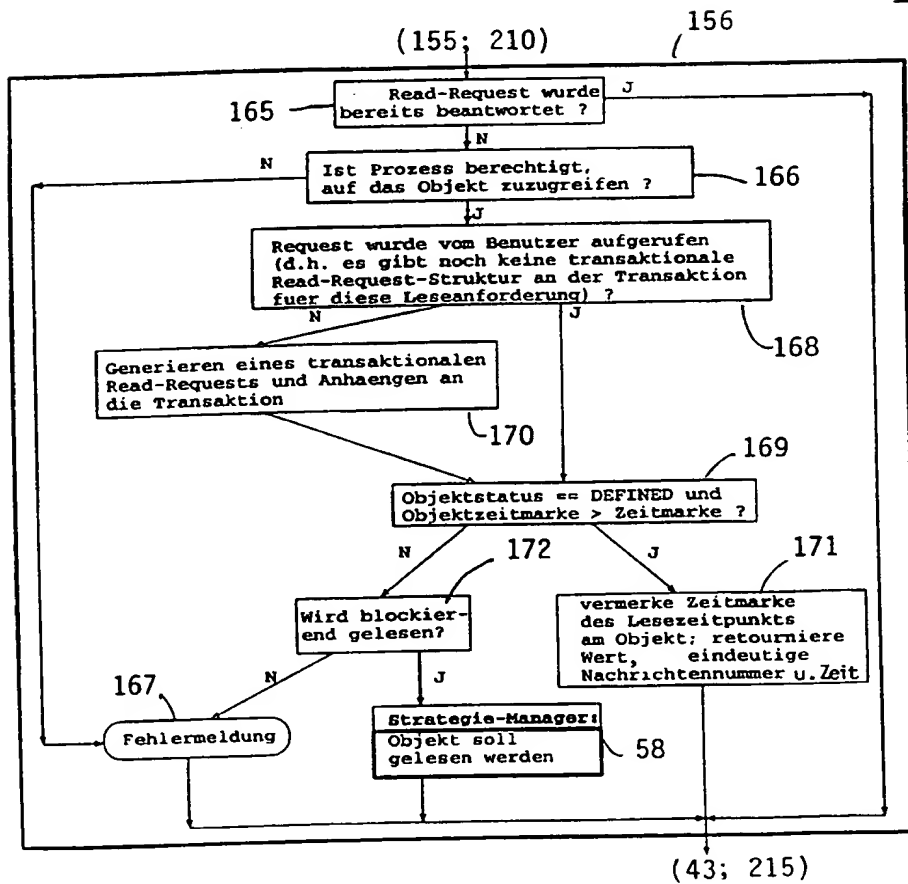 156
(155; 210)
165
Read-Request wurde
bereits beantwortet ?
J
N
N
Ist Prozess berechtigt,
auf das Objekt zuzugreifen ?
166
J
Request wurde vom Benutzer aufgerufen
(d.h. es gibt noch keine transaktionale
Read-Request-Struktur an der Transaktion
fuer diese Leseanforderung) ?
168
N
J
Generieren eines transaktionalen
Read-Requests und Anhaengen an
die Transaktion
170
169
Objektstatus == DEFINED und
Objektzeitmarke > Zeitmarke ?
N
J
172
171
Wird blockier-
end gelesen?
vermerke Zeitmarke
des Lesezeitpunkts
am Objekt; retourniere
Wert, eindeutige
Nachrichtennummer u. Zeit
N
J
167
Fehlermeldung
Strategie-Manager:
Objekt soll
gelesen werden
58
(43; 215)